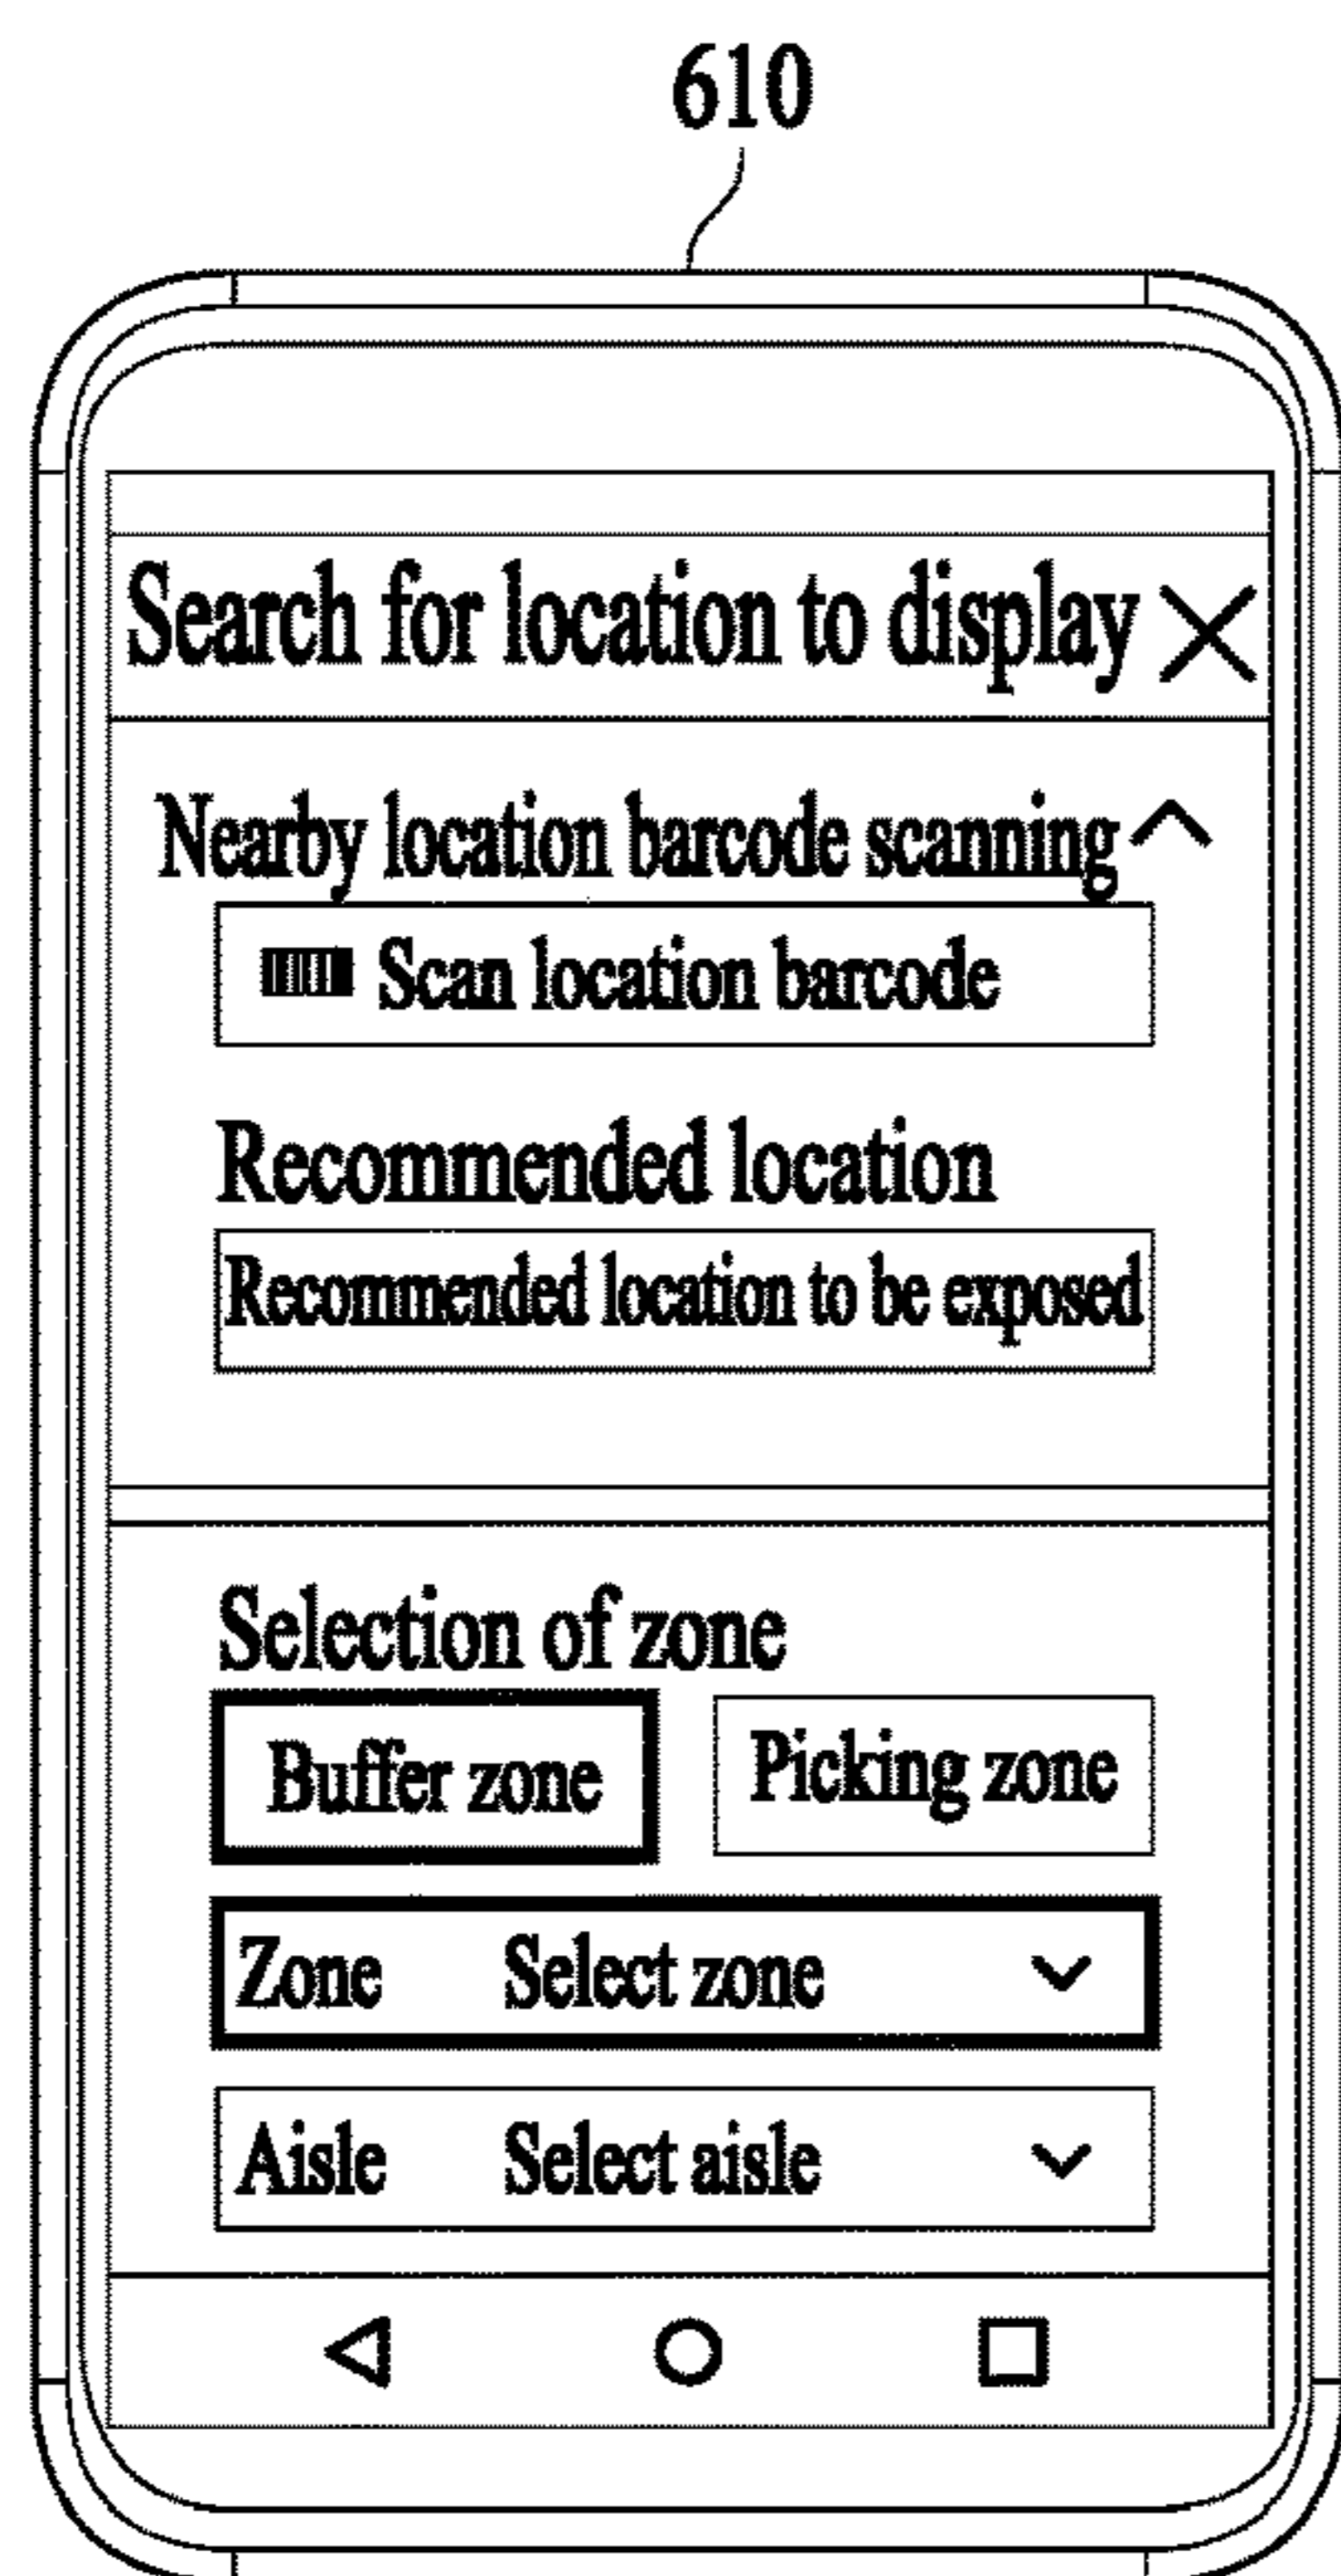 610
Search for location to display
Nearby location barcode scanning
Scan location barcode
Recommended location
Recommended location to be exposed
Selection of zone
Buffer zone Picking zone
Zone Select zone
Aisle Select aisle